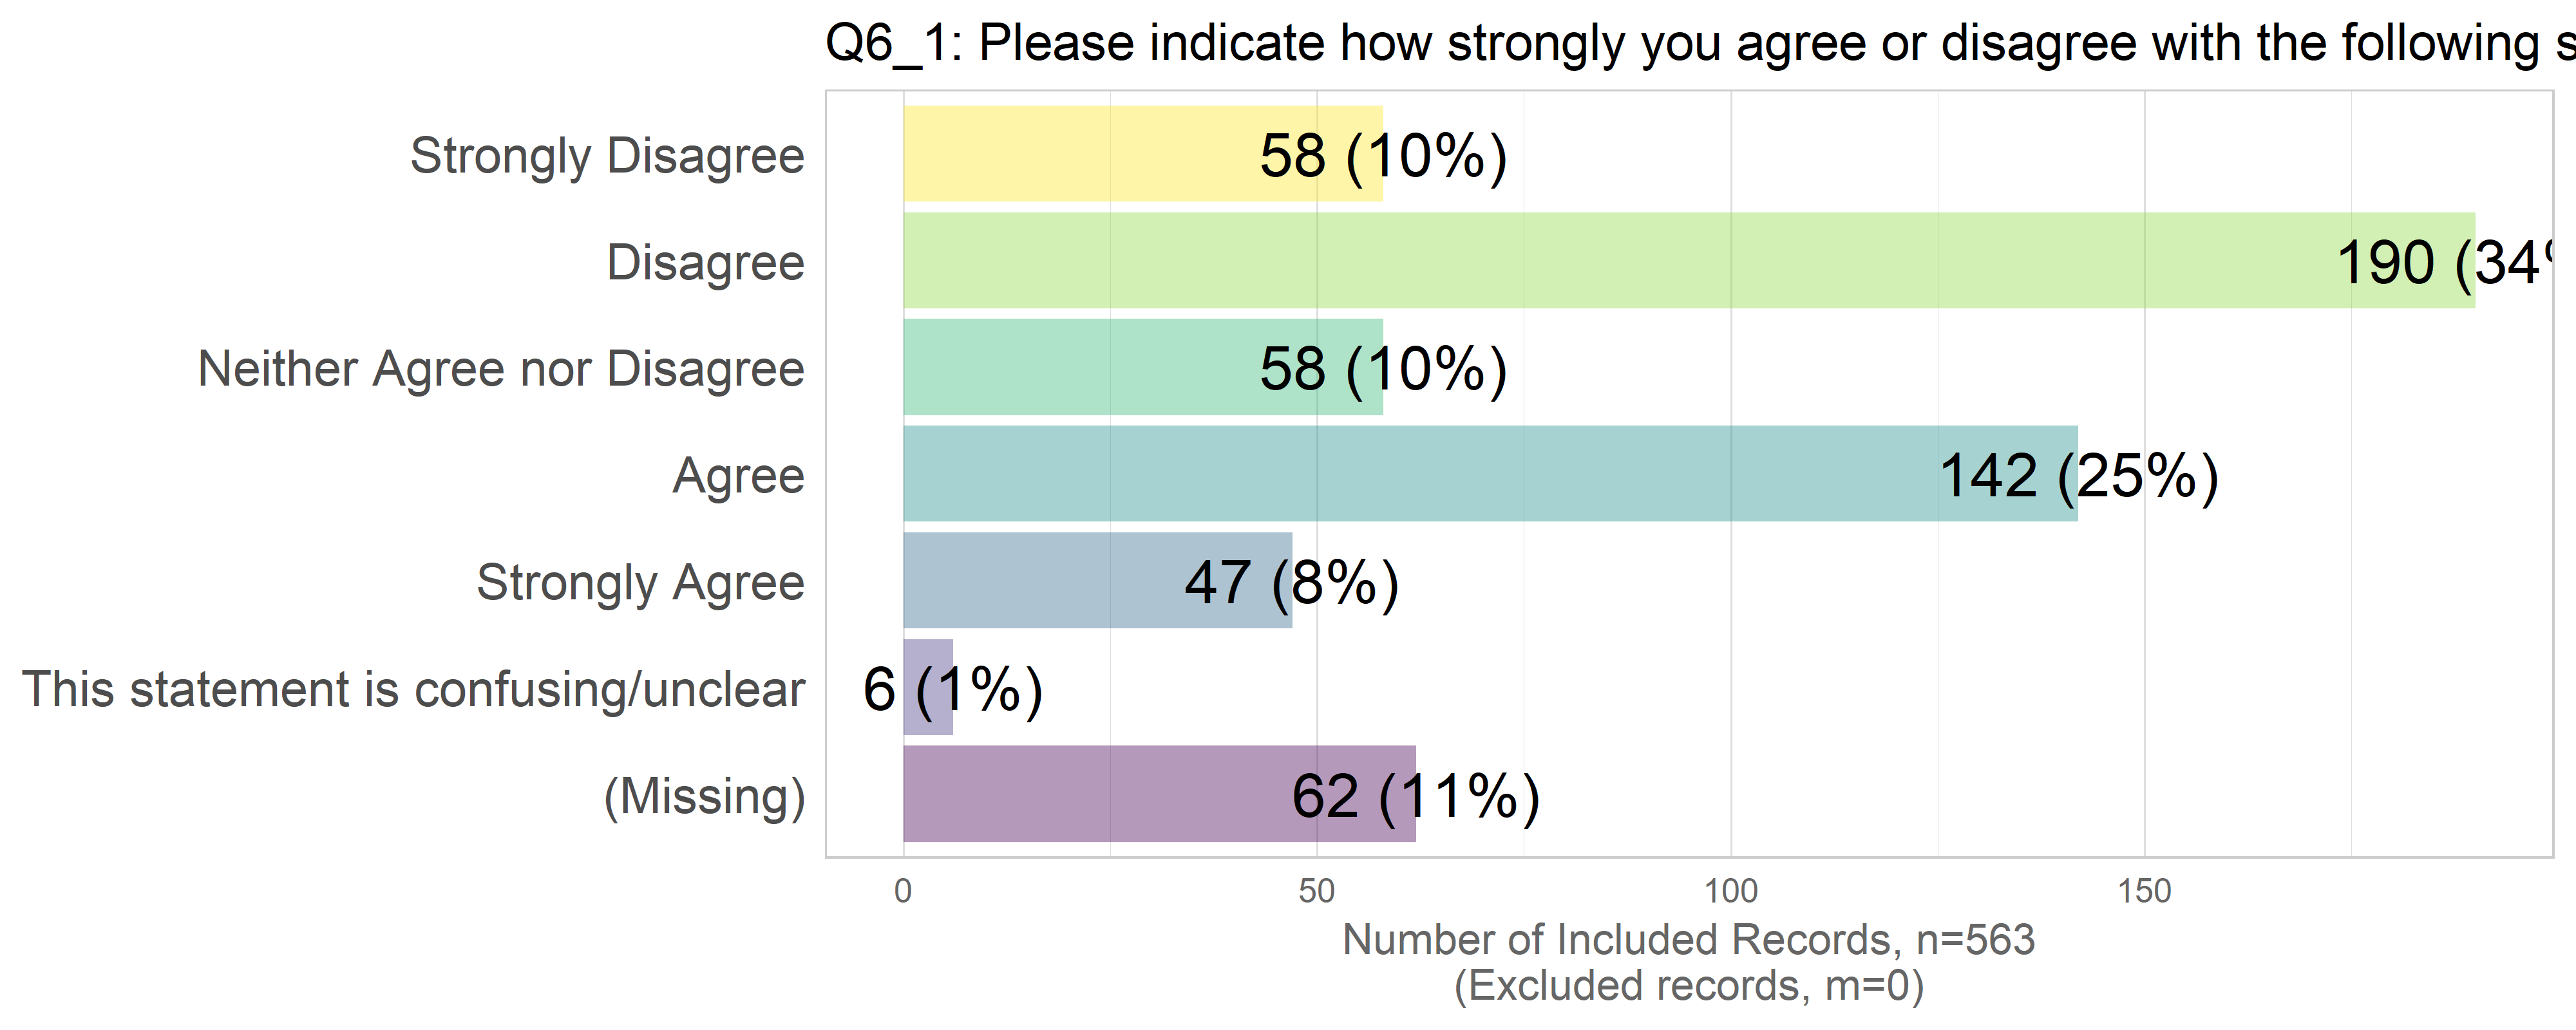 Q6_1: Please indicate how strongly you agree or disagree with the following
Strongly Disagree 58 (10%)
Disagree 190 (34
Neither Agree nor Disagree 58 (10%)
Agree 142 (25%)
Strongly Agree 47 (8%)
This statement is confusing/unclear 6 (1%)
(Missing) 62 (11%)
0 50 100 150
Number of Included Records, n=563
(Excluded records, m=0)